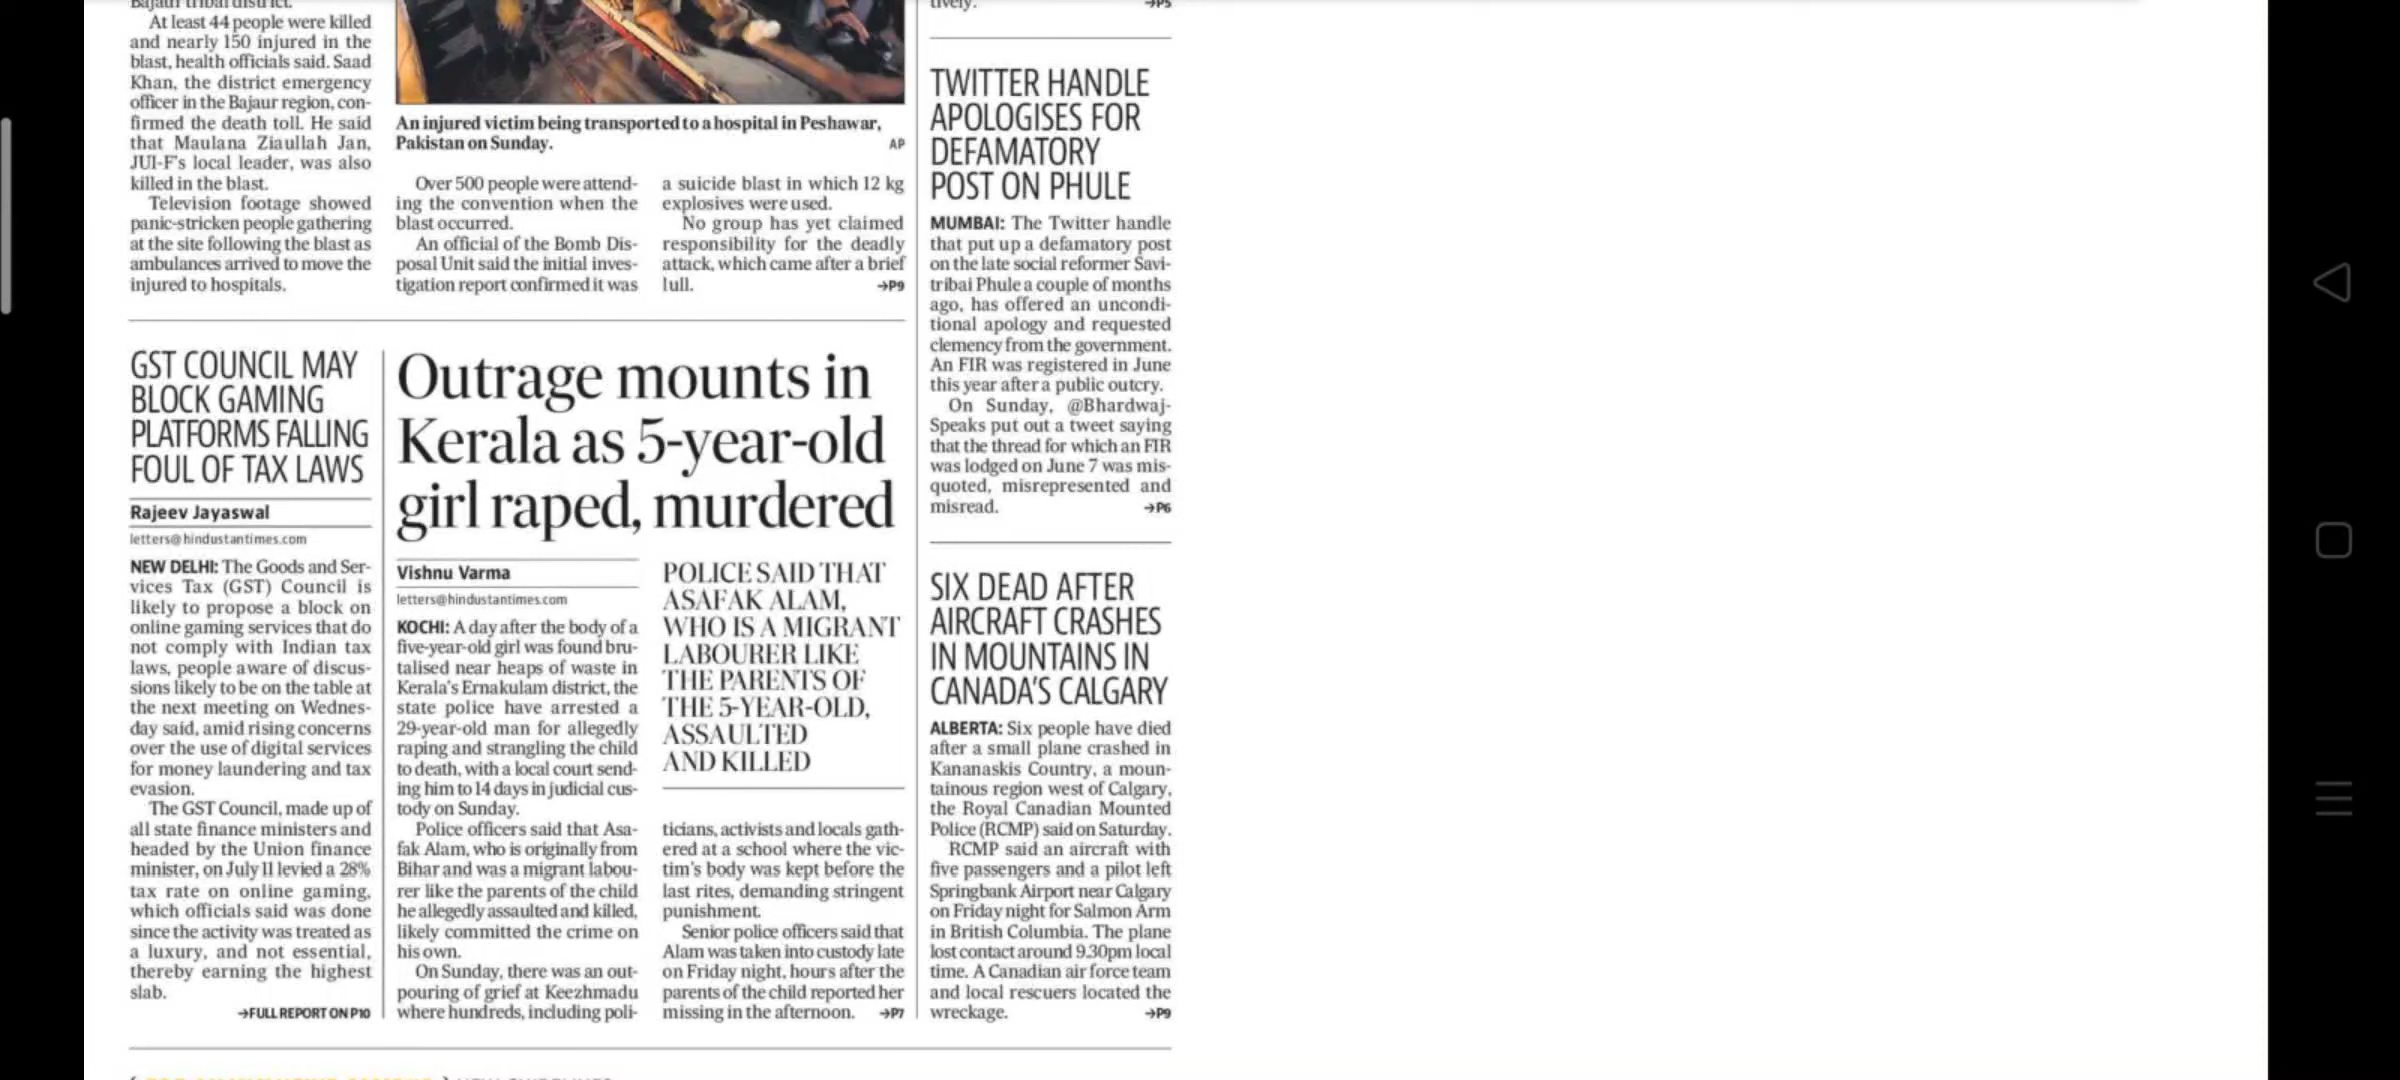 At least 44 people were killed
and nearly 150 injured in the
blast, health officials said. Saad
Khan, the district emergency
officer in the Bajaur region, con-
firmed the death toll. He said
that Maulana Ziaullah Jan,
JUI-F's local leader, was also
killed in the blast.
Television footage showed
panic-stricken people gathering
at the site following the blast as
ambulances arrived to move the
injured to hospitals.
An injured victim being transported to a hospital in Peshawar,
Pakistan on Sunday.
AP
Over 500 people were attend-
ing the convention when the
blast occurred.
An official of the Bomb Dis-
posal Unit said the initial inves-
tigation report confirmed it was
a suicide blast in which 12 kg
explosives were used.
No group has yet claimed
responsibility for the deadly
attack, which came after a brief
lull. →P9
GST COUNCIL MAY
BLOCK GAMING
PLATFORMS FALLING
FOUL OF TAX LAWS
Rajeev Jayaswal
letters@hindustantimes.com
NEW DELHI: The Goods and Ser-
vices Tax (GST) Council is
likely to propose a block on
online gaming services that do
not comply with Indian tax
laws, people aware of discus-
sions likely to be on the table at
the next meeting on Wednes-
day said, amid rising concerns
over the use of digital services
for money laundering and tax
evasion.
The GST Council, made up of
all state finance ministers and
headed by the Union finance
minister, on July 11 levied a 28%
tax rate on online gaming,
which officials said was done
since the activity was treated as
a luxury, and not essential,
thereby earning the highest
slab.
→FULL REPORT ON P10
Outrage mounts in
Kerala as 5-year-old
girl raped, murdered
Vishnu Varma
letters@hindustantimes.com
KOCHI: A day after the body of a
five-year-old girl was found bru-
talised near heaps of waste in
Kerala's Ernakulam district, the
state police have arrested a
29-year-old man for allegedly
raping and strangling the child
to death, with a local court send-
ing him to 14 days in judicial cus-
tody on Sunday.
Police officers said that Asa-
fak Alam, who is originally from
Bihar and was a migrant labou-
rer like the parents of the child
he allegedly assaulted and killed,
likely committed the crime on
his own.
On Sunday, there was an out-
pouring of grief at Keezhmadu
where hundreds, including poli-
POLICE SAID THAT
ASAFAK ALAM,
WHO IS A MIGRANT
LABOURER LIKE
THE PARENTS OF
THE 5-YEAR-OLD,
ASSAULTED
AND KILLED
ticians, activists and locals gath-
ered at a school where the vic-
tim's body was kept before the
last rites, demanding stringent
punishment.
Senior police officers said that
Alam was taken into custody late
on Friday night, hours after the
parents of the child reported her
missing in the afternoon. →P7
tively. →P5
TWITTER HANDLE
APOLOGISES FOR
DEFAMATORY
POST ON PHULE
MUMBAI: The Twitter handle
that put up a defamatory post
on the late social reformer Savi-
tribai Phule a couple of months
ago, has offered an uncondi-
tional apology and requested
clemency from the government.
An FIR was registered in June
this year after a public outcry.
On Sunday, @Bhardwaj-
Speaks put out a tweet saying
that the thread for which an FIR
was lodged on June 7 was mis-
quoted, misrepresented and
misread. →P6
SIX DEAD AFTER
AIRCRAFT CRASHES
IN MOUNTAINS IN
CANADA'S CALGARY
ALBERTA: Six people have died
after a small plane crashed in
Kananaskis Country, a moun-
tainous region west of Calgary,
the Royal Canadian Mounted
Police (RCMP) said on Saturday.
RCMP said an aircraft with
five passengers and a pilot left
Springbank Airport near Calgary
on Friday night for Salmon Arm
in British Columbia. The plane
lost contact around 9.30pm local
time. A Canadian air force team
and local rescuers located the
wreckage. →P9